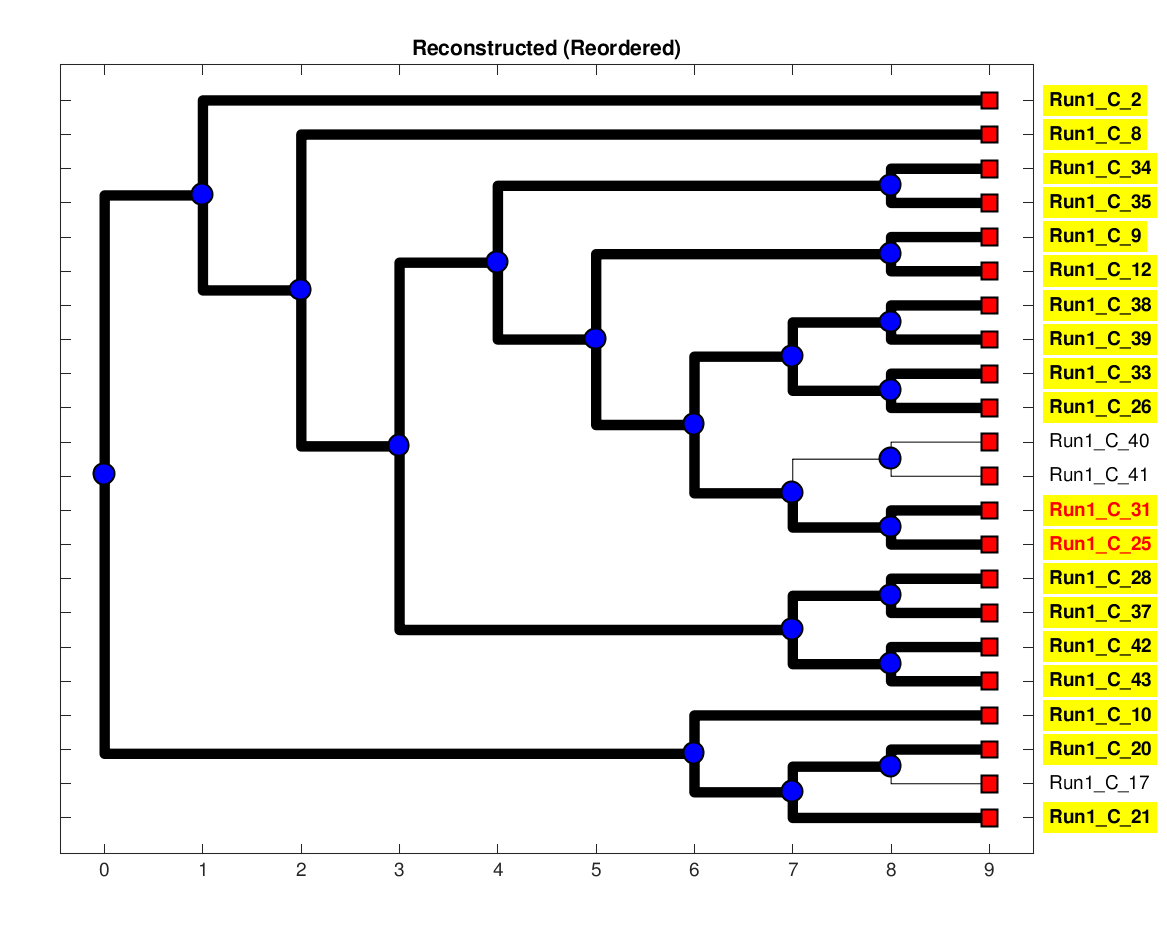 Reconstructed (Reordered)
Run1_C_2
Run1_C_8
Run1_C_34
Run1_C_35
Run1_C_9
Run1_C_12
Run1_C_38
Run1_C_39
Run1_C_33
Run1_C_26
Run1_C_40
Run1_C_41
Run1_C_31
Run1_C_25
Run1_C_28
Run1_C_37
Run1_C_42
Run1_C_43
Run1_C_10
Run1_C_20
Run1_C_17
Run1_C_21
0 1 2 3 4 5 6 7 8 9